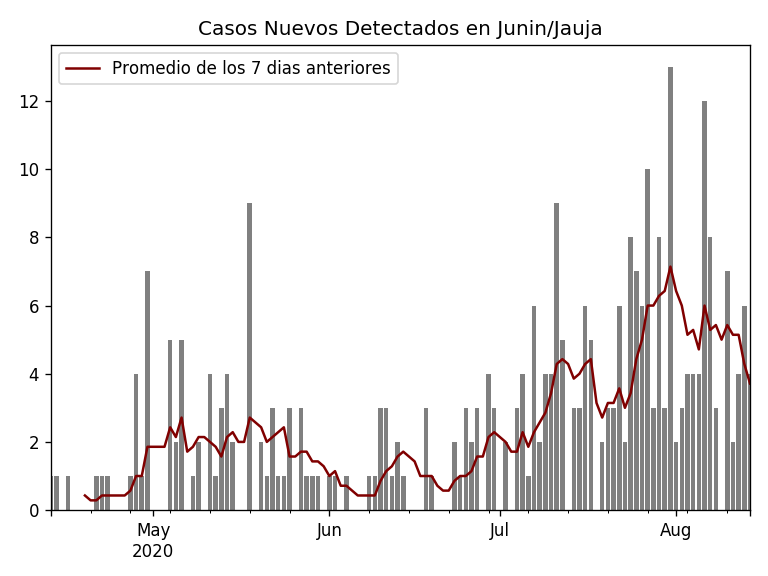 Casos Nuevos Detectados en Junin/Jauja
Promedio de los 7 dias anteriores
12
10
8
6
4
2
0
May
2020
Jun
Jul
Aug